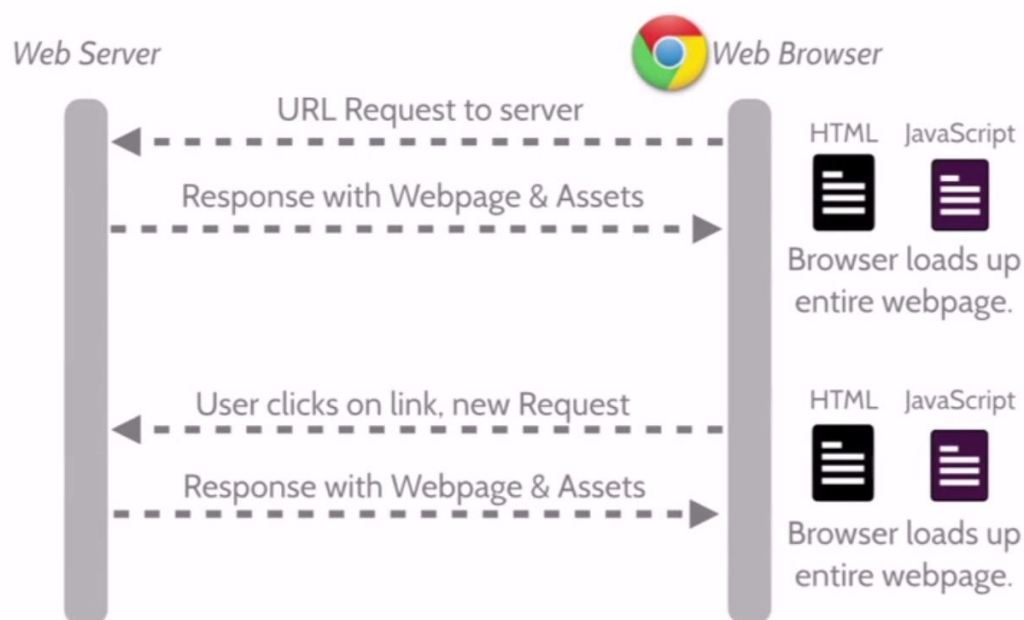 Web Server
Web Browser
URL Request to server
HTML
JavaScript
Response with Webpage & Assets
Browser loads up
entire webpage.
User clicks on link, new Request
HTML
JavaScript
Response with Webpage & Assets
Browser loads up
entire webpage.